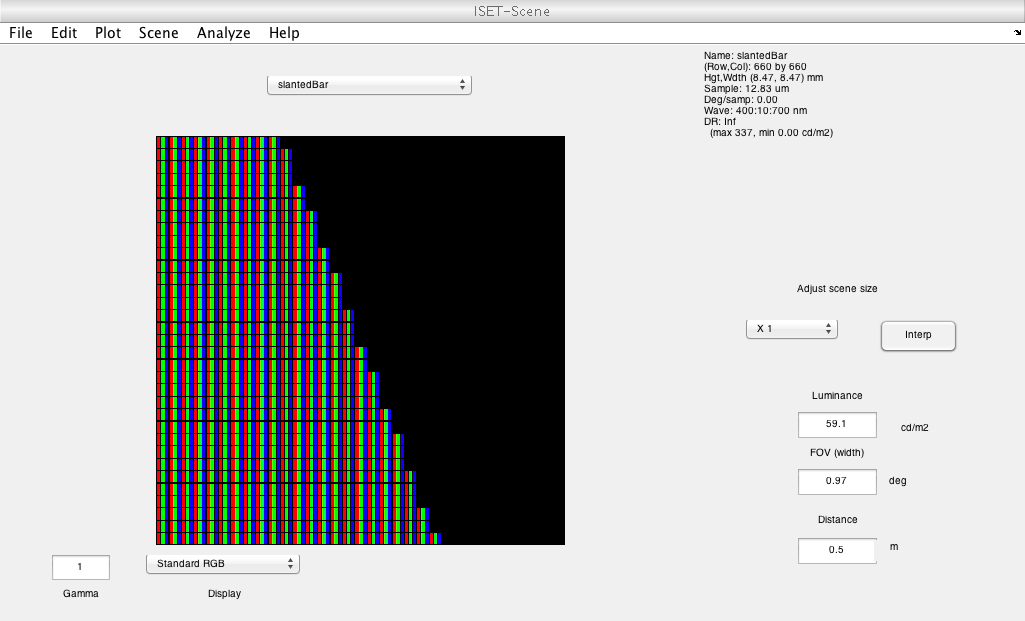 ISET-Scene
File Edit Plot Scene Analyze Help
slantedBar
Name: slantedBar
(Row,Col): 660 by 660
Hgt,Wdth (8.47, 8.47) mm
Sample: 12.83 um
Deg/samp: 0.00
Wave: 400:10:700 nm
DR: Inf
(max 337, min 0.00 cd/m2)
Adjust scene size
X 1
Interp
Luminance
59.1 cd/m2
FOV (width)
0.97 deg
Distance
0.5 m
1
Gamma
Standard RGB
Display